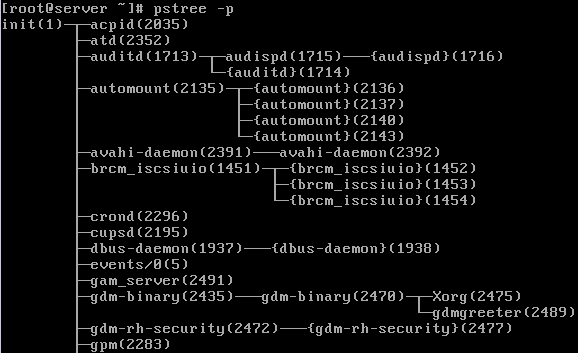 [root@server ~]# pstree -p
init(1)─┬─acpid(2035)
├─atd(2352)
├─auditd(1713)─┬─audispd(1715)───{audispd}(1716)
│ └─{auditd}(1714)
├─automount(2135)─┬─{automount}(2136)
│ ├─{automount}(2137)
│ ├─{automount}(2140)
│ └─{automount}(2143)
├─avahi-daemon(2391)───avahi-daemon(2392)
├─brcm_iscsiuio(1451)─┬─{brcm_iscsiuio}(1452)
│ ├─{brcm_iscsiuio}(1453)
│ └─{brcm_iscsiuio}(1454)
├─crond(2296)
├─cupsd(2195)
├─dbus-daemon(1937)───{dbus-daemon}(1938)
├─events/0(5)
├─gam_server(2491)
├─gdm-binary(2435)───gdm-binary(2470)─┬─Xorg(2475)
│ └─gdmgreeter(2489)
├─gdm-rh-security(2472)───{gdm-rh-security}(2477)
├─gpm(2283)